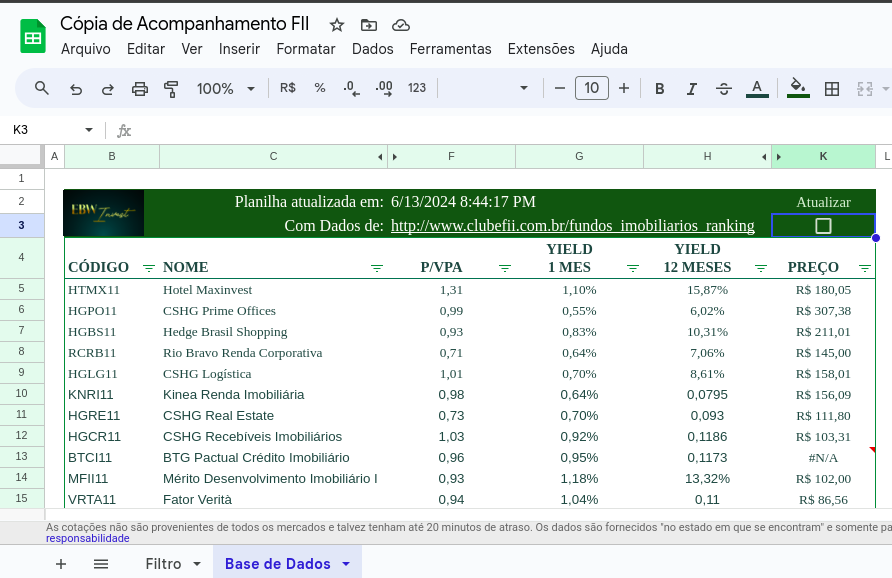 Cópia de Acompanhamento FII
Arquivo Editar Ver Inserir Formatar Dados Ferramentas Extensões Ajuda
100% R$ % .0 .00 123 10 B I S A
K3 fx
A B C F G H K L
1
2 EBW Invest Planilha atualizada em: 6/13/2024 8:44:17 PM Atualizar
3 Com Dados de: http://www.clubefii.com.br/fundos_imobiliarios_ranking
4 CÓDIGO NOME P/VPA YIELD 1 MES YIELD 12 MESES PREÇO
5 HTMX11 Hotel Maxinvest 1,31 1,10% 15,87% R$ 180,05
6 HGPO11 CSHG Prime Offices 0,99 0,55% 6,02% R$ 307,38
7 HGBS11 Hedge Brasil Shopping 0,93 0,83% 10,31% R$ 211,01
8 RCRB11 Rio Bravo Renda Corporativa 0,71 0,64% 7,06% R$ 145,00
9 HGLG11 CSHG Logística 1,01 0,70% 8,61% R$ 158,01
10 KNRI11 Kinea Renda Imobiliária 0,98 0,64% 0,0795 R$ 156,09
11 HGRE11 CSHG Real Estate 0,73 0,70% 0,093 R$ 111,80
12 HGCR11 CSHG Recebíveis Imobiliários 1,03 0,92% 0,1186 R$ 103,31
13 BTCI11 BTG Pactual Crédito Imobiliário 0,96 0,95% 0,1173 #N/A
14 MFII11 Mérito Desenvolvimento Imobiliário I 0,93 1,18% 13,32% R$ 102,00
15 VRTA11 Fator Verità 0,94 1,04% 0,11 R$ 86,56
As cotações não são provenientes de todos os mercados e talvez tenham até 20 minutos de atraso. Os dados são fornecidos "no estado em que se encontram" e somente pa
responsabilidade
Filtro Base de Dados